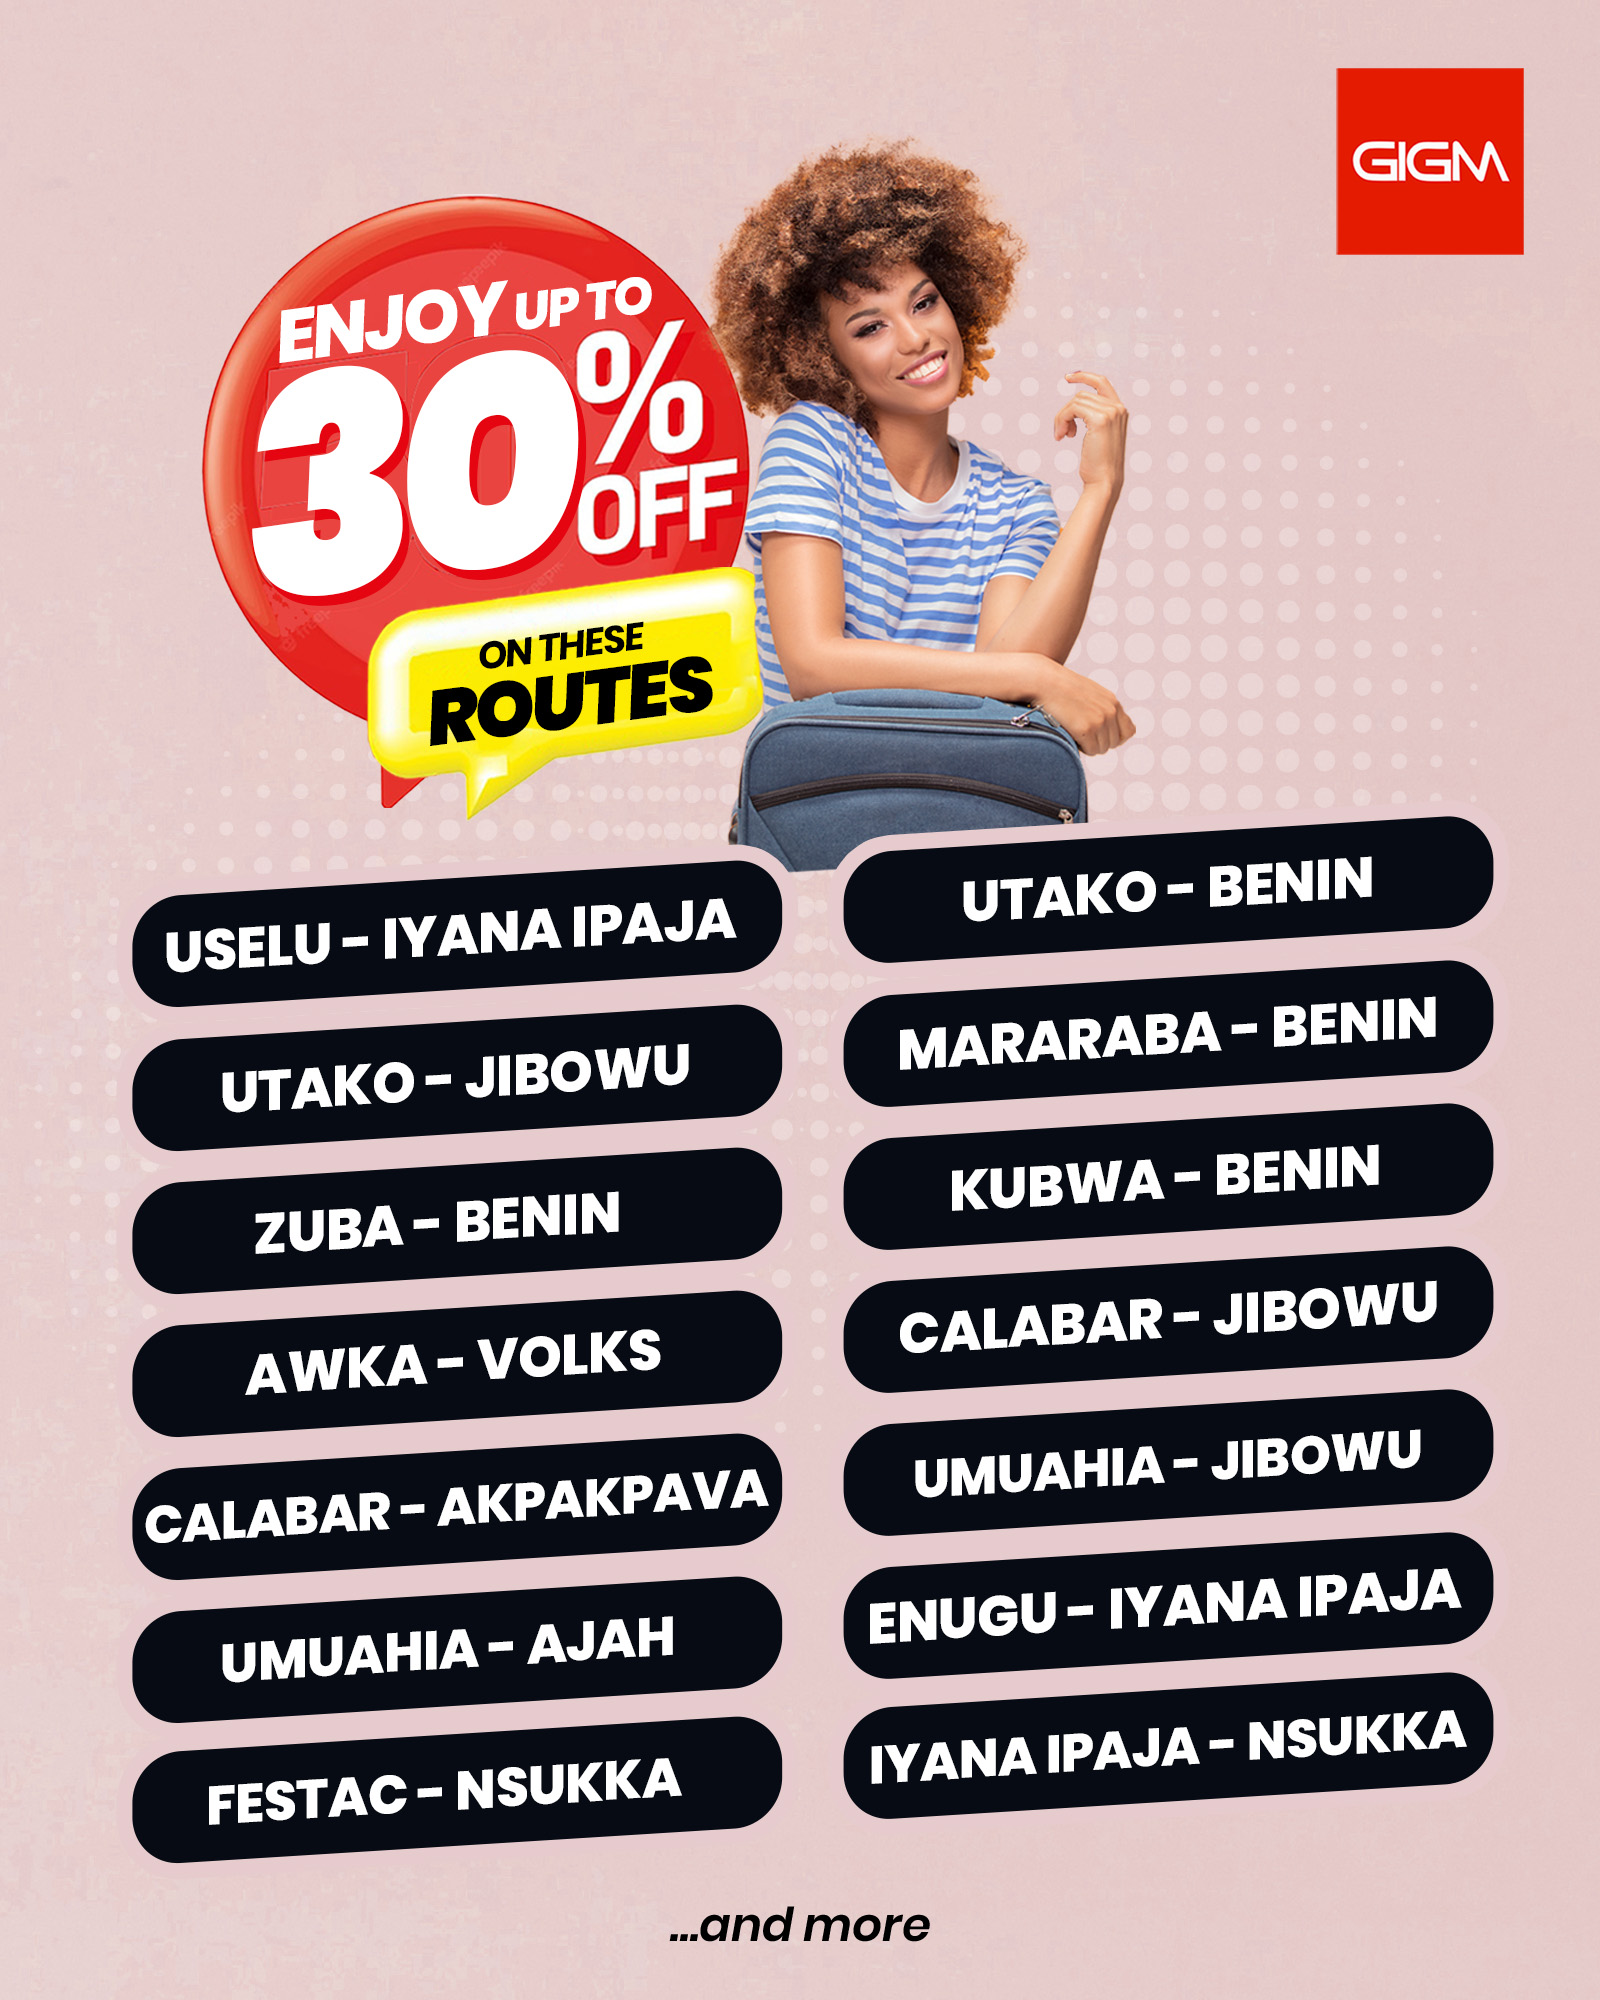 GIGM
ENJOY UP TO
30% OFF
ON THESE
ROUTES
USELU - IYANA IPAJA
UTAKO - BENIN
UTAKO - JIBOWU
MARARABA - BENIN
ZUBA - BENIN
KUBWA - BENIN
AWKA - VOLKS
CALABAR - JIBOWU
CALABAR - AKPAKPAVA
UMUAHIA - JIBOWU
UMUAHIA - AJAH
ENUGU - IYANA IPAJA
FESTAC - NSUKKA
IYANA IPAJA - NSUKKA
...and more